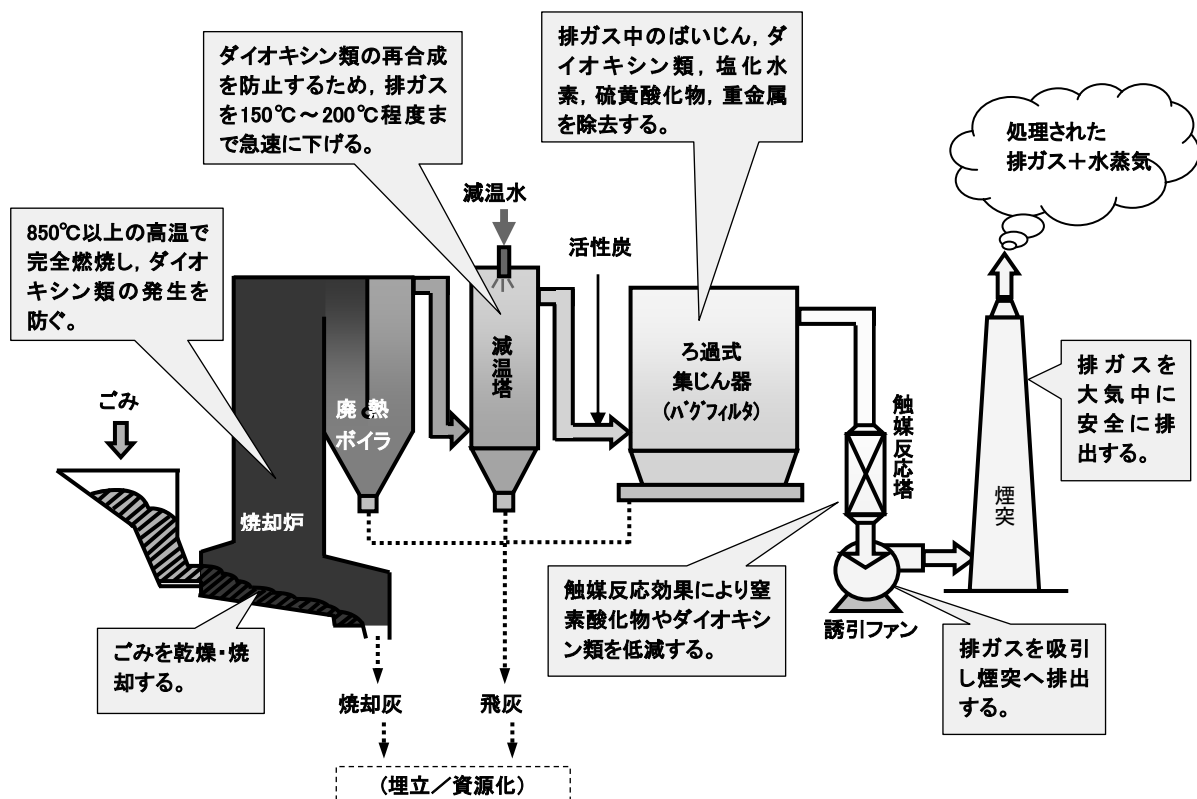 ダイオキシン類の再合成
を防止するため，排ガス
を150℃～200℃程度ま
で急速に下げる。
排ガス中のばいじん，ダ
イオキシン類，塩化水
素，硫黄酸化物，重金属
を除去する。
処理された
排ガス＋水蒸気
850℃以上の高温で
完全燃焼し，ダイオ
キシン類の発生を
防ぐ。
減温水
活性炭
ごみ
焼却炉
廃熱
ボイラ
減温塔
ろ過式
集じん器
(ﾊﾞｸﾞﾌｨﾙﾀ)
触媒反応塔
煙突
排ガスを
大気中に
安全に排
出する。
ごみを乾燥・焼
却する。
触媒反応効果により窒
素酸化物やダイオキシ
ン類を低減する。
誘引ファン
排ガスを吸引
し煙突へ排出
する。
焼却灰
飛灰
(埋立／資源化)